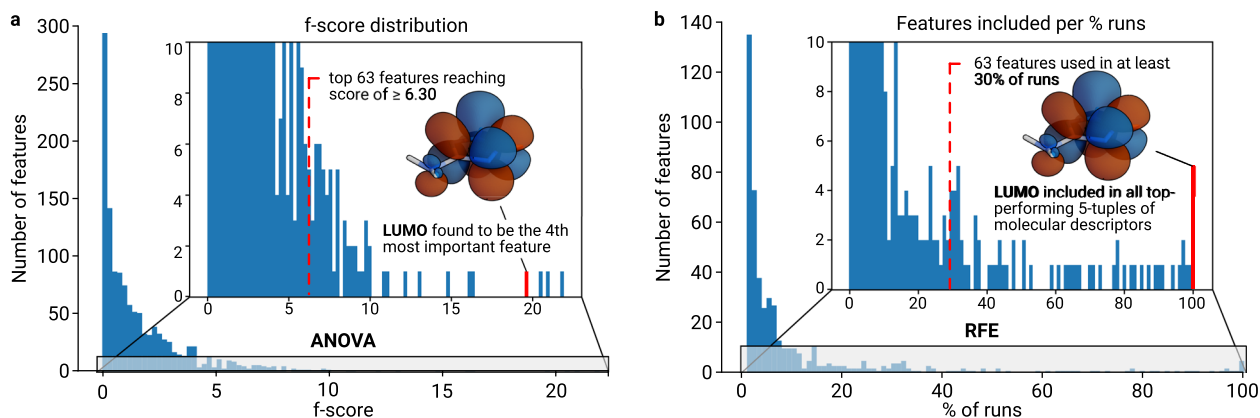 a
f-score distribution
Number of features
300
250
200
150
100
50
0
10
8
6
4
2
0
top 63 features reaching
score of ≥ 6.30
LUMO found to be the 4th
most important feature
0
5
10
15
20
ANOVA
0
5
10
15
20
f-score
b
Features included per % runs
Number of features
140
120
100
80
60
40
20
0
10
8
6
4
2
0
63 features used in at least
30% of runs
LUMO included in all top-
performing 5-tuples of
molecular descriptors
0
20
40
60
80
100
RFE
0
20
40
60
80
100
% of runs